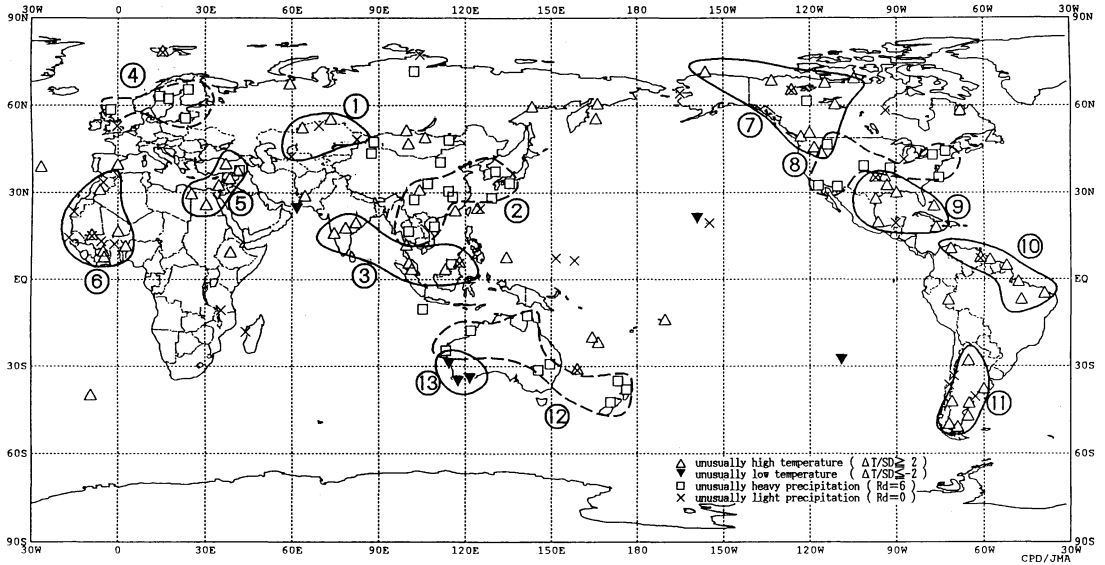 30W 0 30E 60E 90E 120E 150E 180 150W 120W 90W 60W 30W
90N 90N
④
60N 60N
①
⑦
⑧
30N 30N
⑤ ② ⑨
③ ⑩
⑥
EQ EQ
30S 30S
⑬ ⑫ ⑪
60S 60S
△ unusually high temperature ( ΔT/SD≧ 2 )
▼ unusually low temperature ( ΔT/SD≦-2 )
□ unusually heavy precipitation ( Rd=6 )
× unusually light precipitation ( Rd=0 )
90S 90S
30W 0 30E 60E 90E 120E 150E 180 150W 120W 90W 60W 30W
CPD/JMA